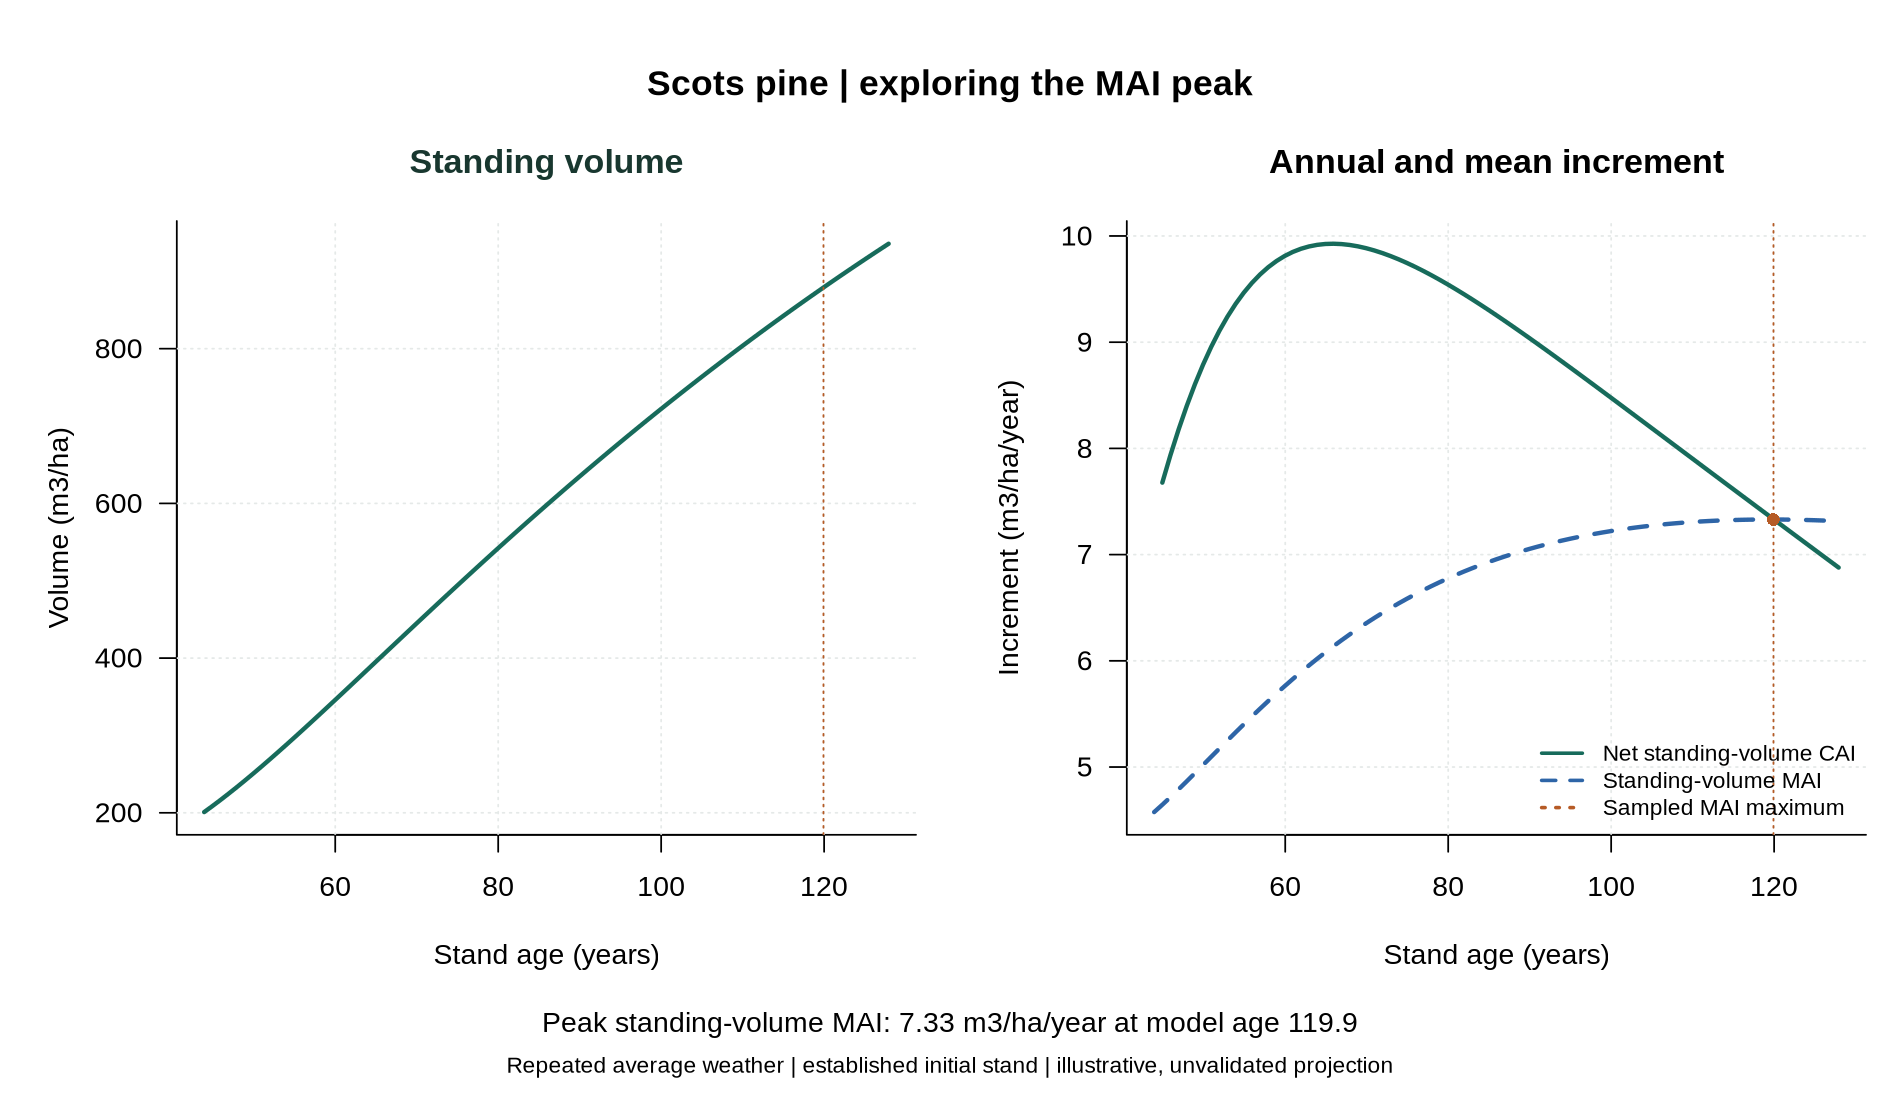 Scots pine | exploring the MAI peak
Standing volume
Volume (m3/ha)
800
600
400
200
60 80 100 120
Stand age (years)
Annual and mean increment
Increment (m3/ha/year)
10
9
8
7
6
5
Net standing-volume CAI
Standing-volume MAI
Sampled MAI maximum
60 80 100 120
Stand age (years)
Peak standing-volume MAI: 7.33 m3/ha/year at model age 119.9
Repeated average weather | established initial stand | illustrative, unvalidated projection